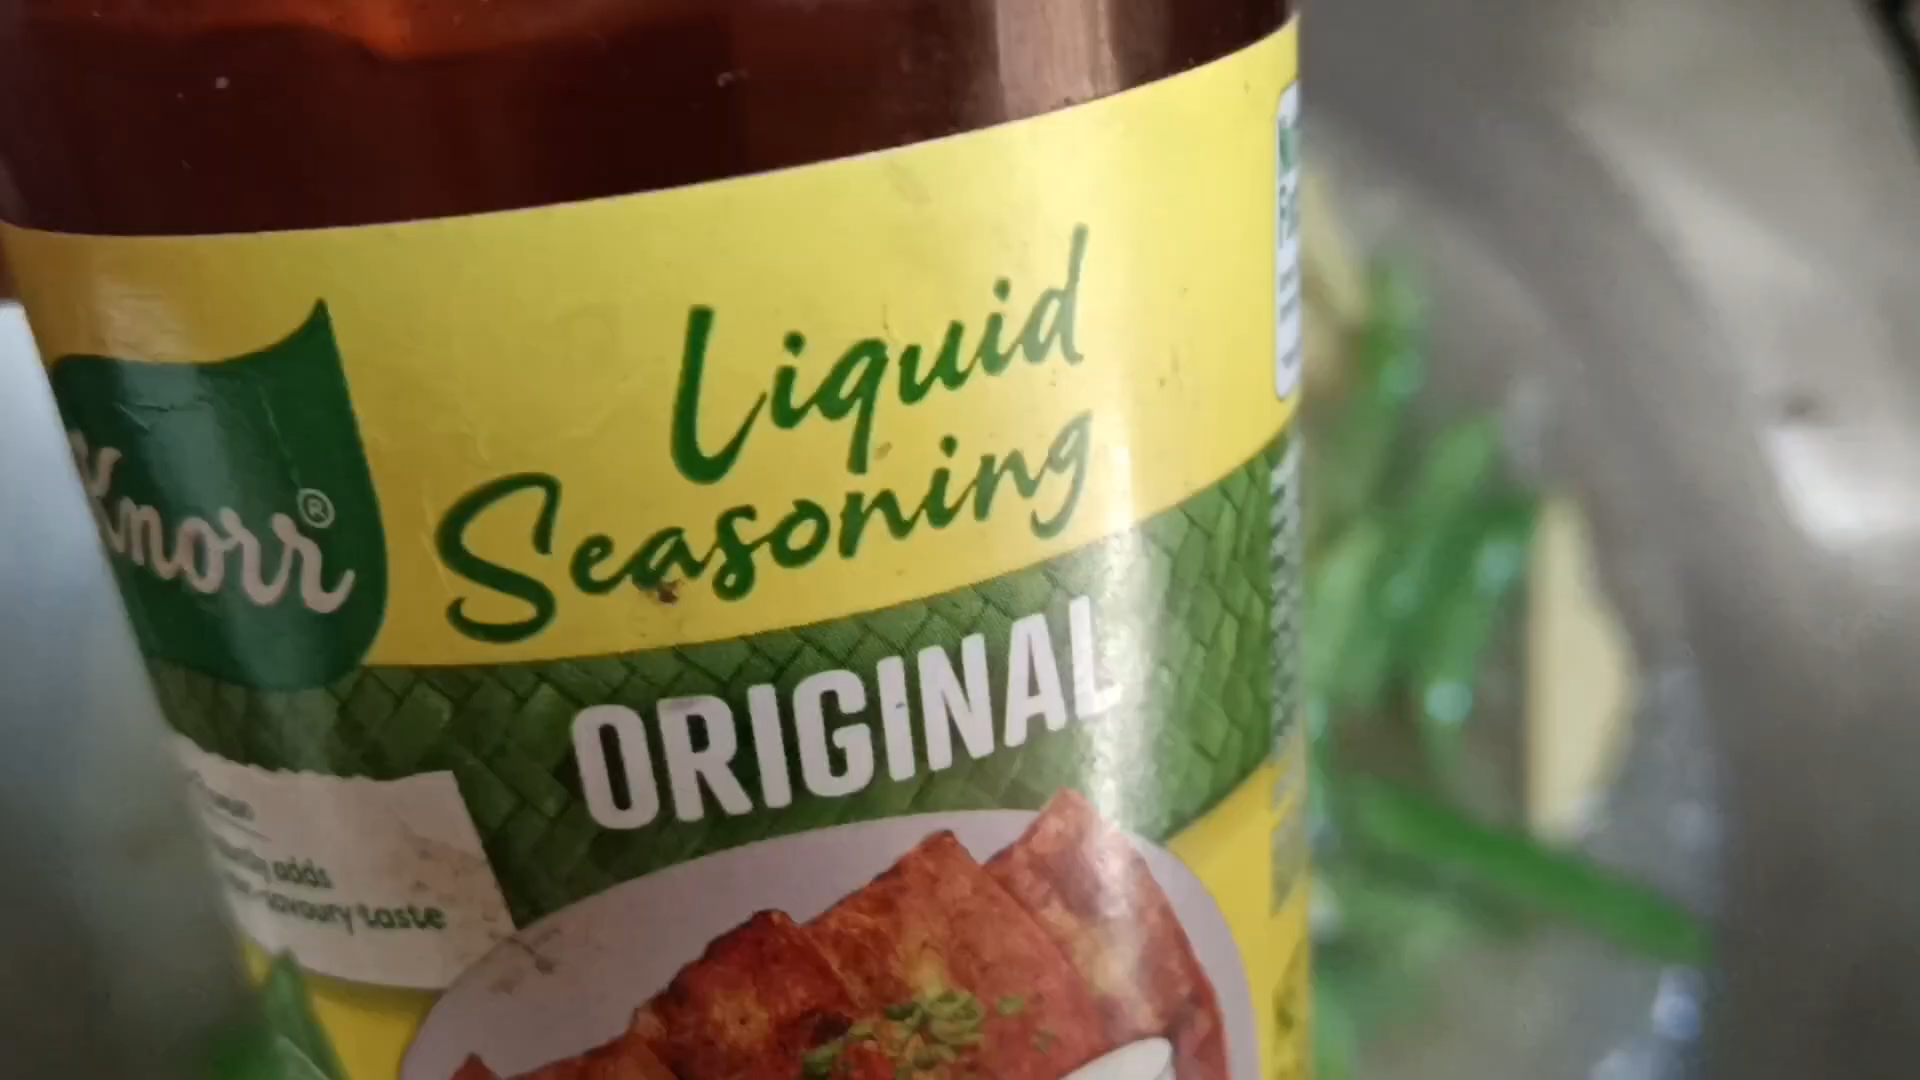 Liquid
Seasoning
Knorr®
ORIGINAL
adds
savoury taste